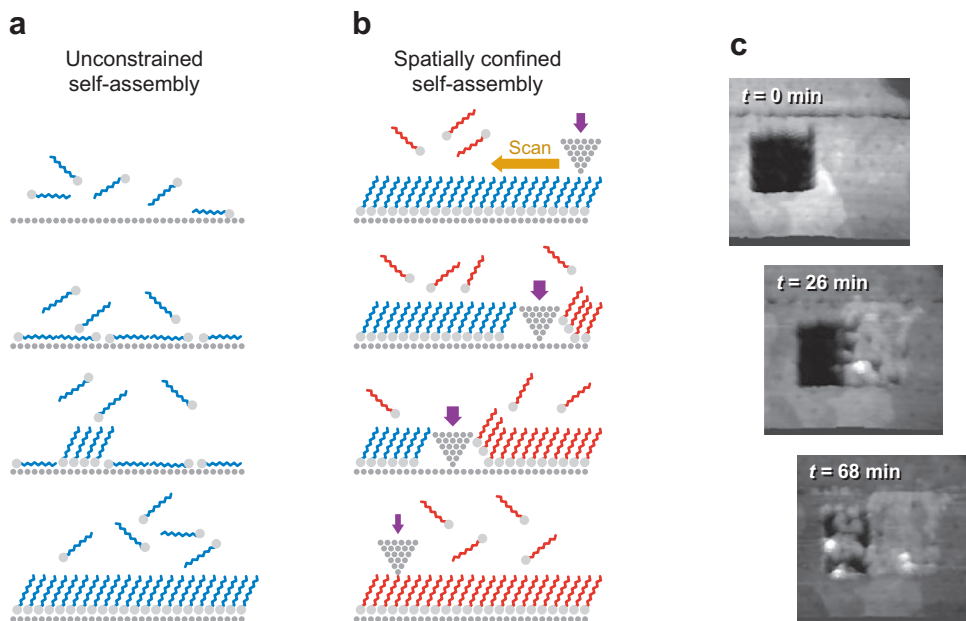 a
Unconstrained
self-assembly
b
Spatially confined
self-assembly
Scan
c
t = 0 min
t = 26 min
t = 68 min